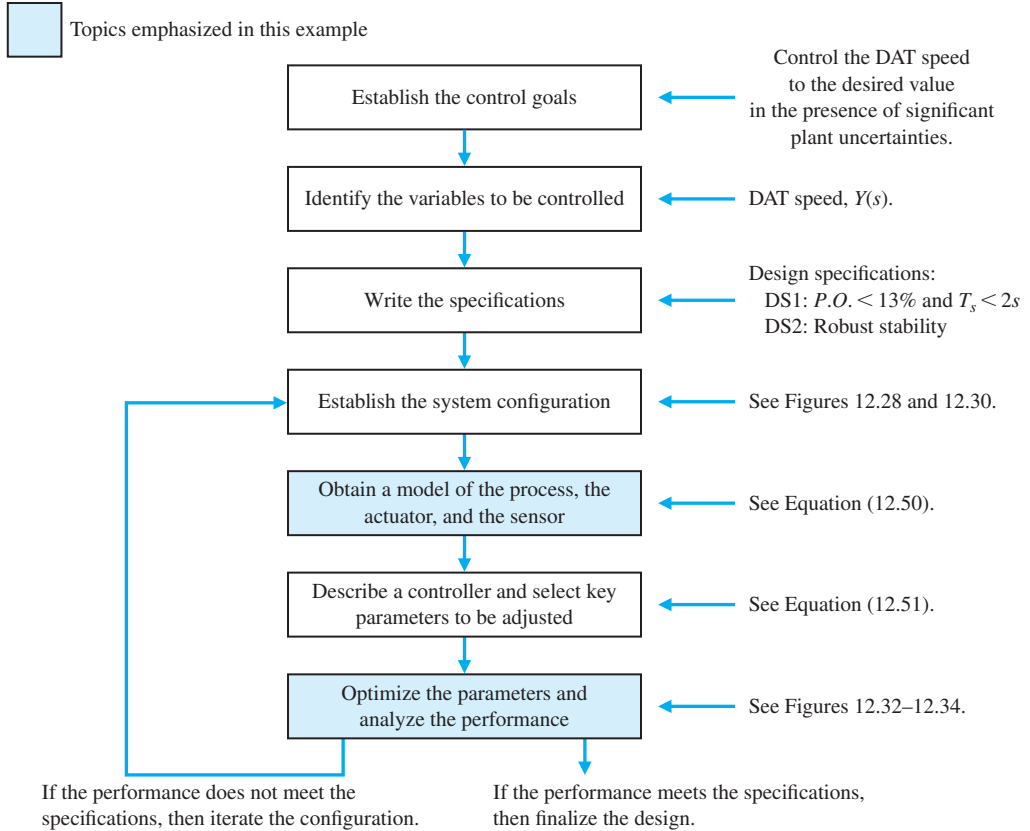 Topics emphasized in this example
Establish the control goals
Control the DAT speed
to the desired value
in the presence of significant
plant uncertainties.
Identify the variables to be controlled
DAT speed, Y(s).
Write the specifications
Design specifications:
DS1: P.O. < 13% and T_s < 2s
DS2: Robust stability
Establish the system configuration
See Figures 12.28 and 12.30.
Obtain a model of the process, the
actuator, and the sensor
See Equation (12.50).
Describe a controller and select key
parameters to be adjusted
See Equation (12.51).
Optimize the parameters and
analyze the performance
See Figures 12.32–12.34.
If the performance does not meet the
specifications, then iterate the configuration.
If the performance meets the specifications,
then finalize the design.